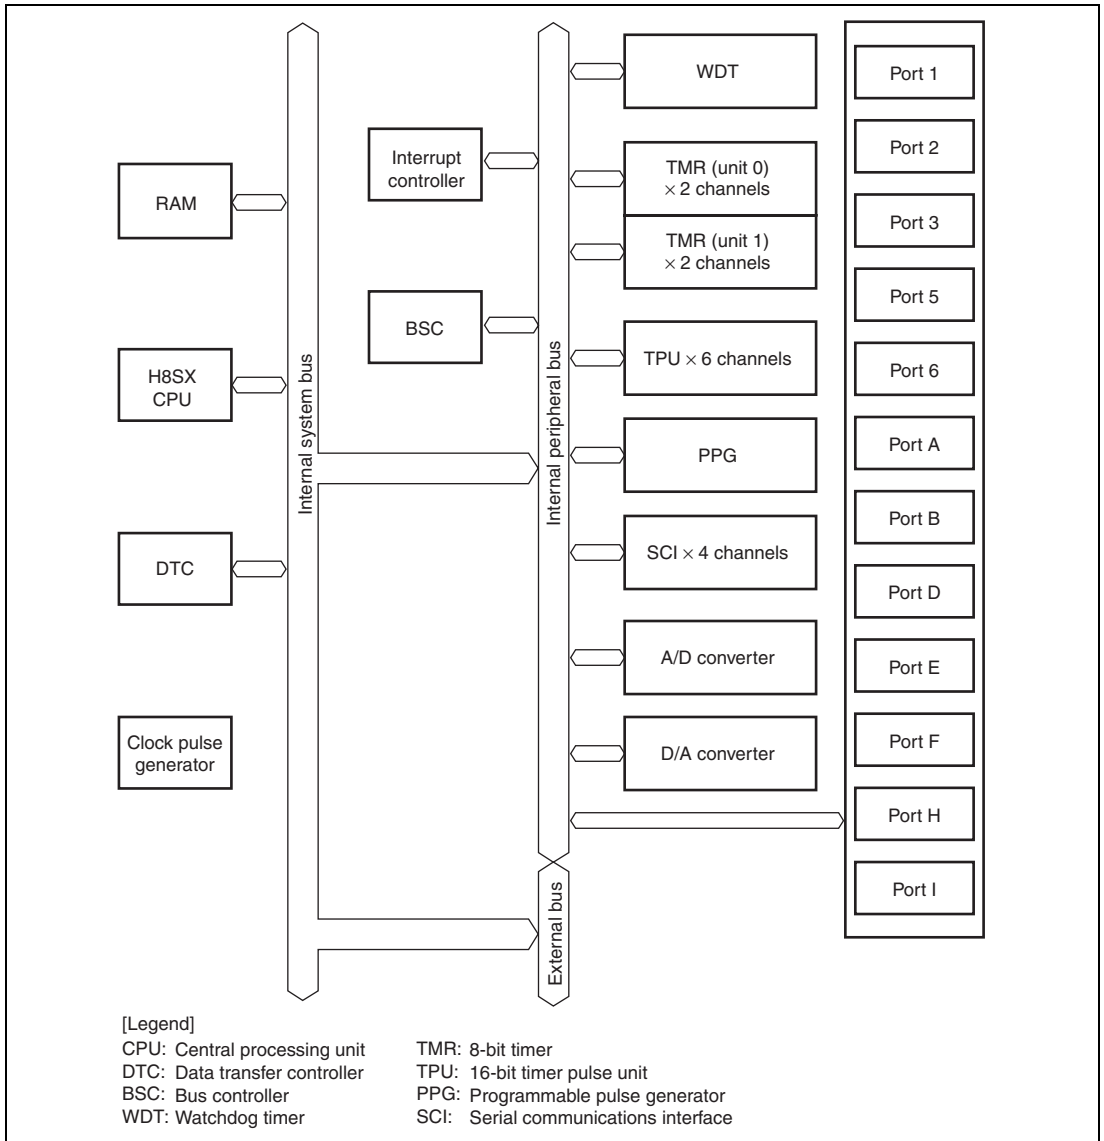 RAM
H8SX
CPU
DTC
Clock pulse
generator
Internal system bus
Interrupt
controller
BSC
Internal peripheral bus
External bus
WDT
TMR (unit 0)
× 2 channels
TMR (unit 1)
× 2 channels
TPU × 6 channels
PPG
SCI × 4 channels
A/D converter
D/A converter
Port 1
Port 2
Port 3
Port 5
Port 6
Port A
Port B
Port D
Port E
Port F
Port H
Port I
[Legend]
CPU: Central processing unit
DTC: Data transfer controller
BSC: Bus controller
WDT: Watchdog timer
TMR: 8-bit timer
TPU: 16-bit timer pulse unit
PPG: Programmable pulse generator
SCI: Serial communications interface